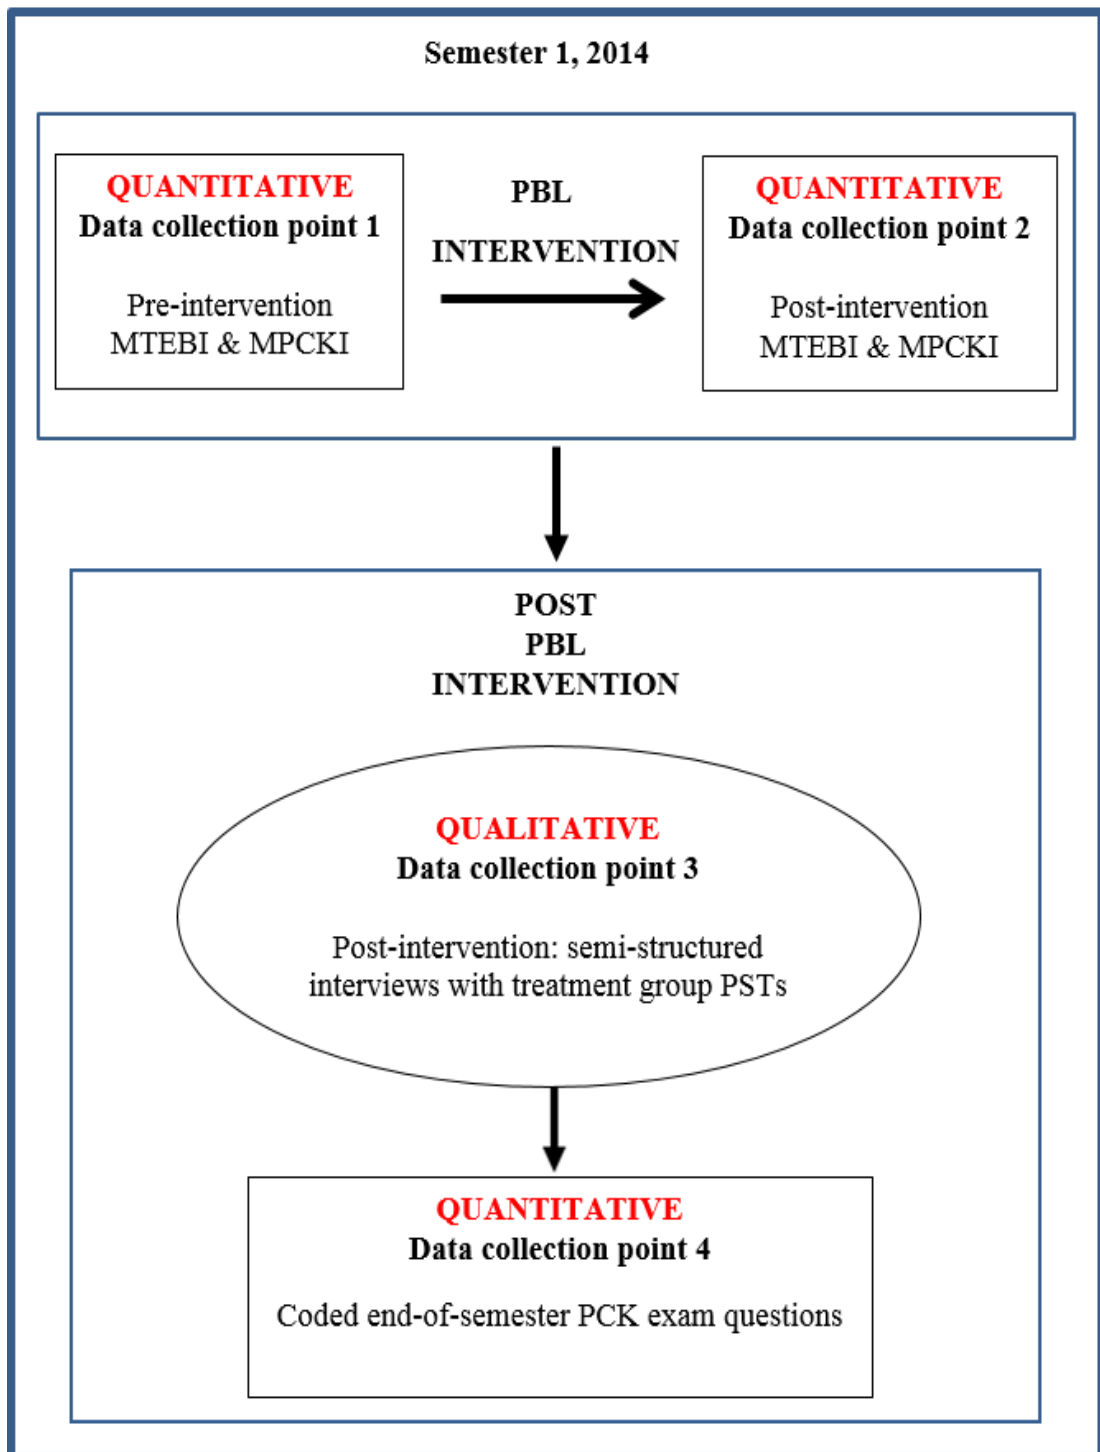 Semester 1, 2014
QUANTITATIVE
Data collection point 1
Pre-intervention
MTEBI & MPCKI
PBL
INTERVENTION
QUANTITATIVE
Data collection point 2
Post-intervention
MTEBI & MPCKI
POST
PBL
INTERVENTION
QUALITATIVE
Data collection point 3
Post-intervention: semi-structured
interviews with treatment group PSTs
QUANTITATIVE
Data collection point 4
Coded end-of-semester PCK exam questions